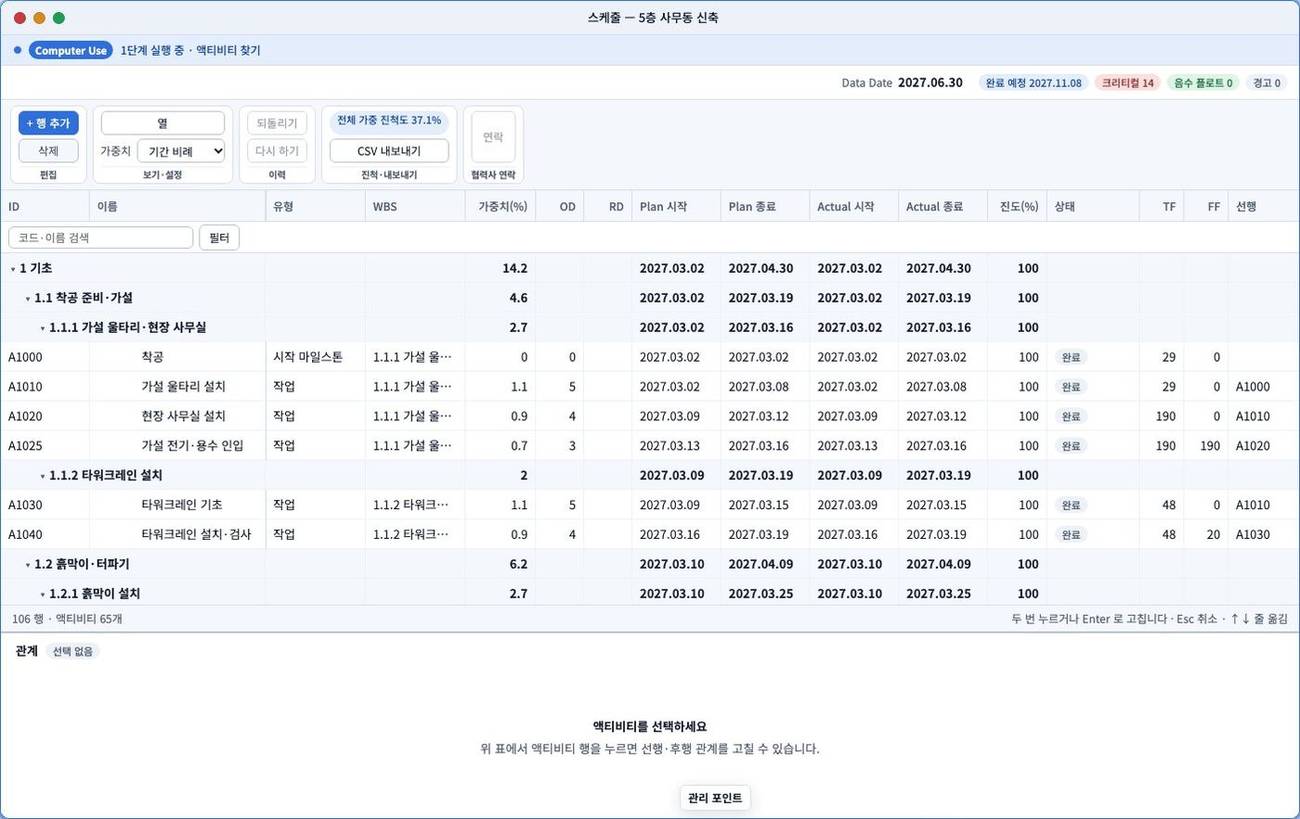 스케줄 — 5층 사무동 신축
Computer Use 1단계 실행 중 · 액티비티 찾기
Data Date 2027.06.30 완료 예정 2027.11.08 크리티컬 14 음수 플로트 0 경고 0
+ 행 추가 열 되돌리기 전체 가중 진척도 37.1% 연락
삭제 가중치 기간 비례 다시 하기 CSV 내보내기
편집 보기·설정 이력 진척·내보내기 협력사 연락
ID 이름 유형 WBS 가중치(%) OD RD Plan 시작 Plan 종료 Actual 시작 Actual 종료 진도(%) 상태 TF FF 선행
코드·이름 검색 필터
▾ 1 기초 14.2 2027.03.02 2027.04.30 2027.03.02 2027.04.30 100
▾ 1.1 착공 준비·가설 4.6 2027.03.02 2027.03.19 2027.03.02 2027.03.19 100
▾ 1.1.1 가설 울타리·현장 사무실 2.7 2027.03.02 2027.03.16 2027.03.02 2027.03.16 100
A1000 착공 시작 마일스톤 1.1.1 가설 울… 0 0 2027.03.02 2027.03.02 2027.03.02 2027.03.02 100 완료 29 0
A1010 가설 울타리 설치 작업 1.1.1 가설 울… 1.1 5 2027.03.02 2027.03.08 2027.03.02 2027.03.08 100 완료 29 0 A1000
A1020 현장 사무실 설치 작업 1.1.1 가설 울… 0.9 4 2027.03.09 2027.03.12 2027.03.09 2027.03.12 100 완료 190 0 A1010
A1025 가설 전기·용수 인입 작업 1.1.1 가설 울… 0.7 3 2027.03.13 2027.03.16 2027.03.13 2027.03.16 100 완료 190 190 A1020
▾ 1.1.2 타워크레인 설치 2 2027.03.09 2027.03.19 2027.03.09 2027.03.19 100
A1030 타워크레인 기초 작업 1.1.2 타워크… 1.1 5 2027.03.09 2027.03.15 2027.03.09 2027.03.15 100 완료 48 0 A1010
A1040 타워크레인 설치·검사 작업 1.1.2 타워크… 0.9 4 2027.03.16 2027.03.19 2027.03.16 2027.03.19 100 완료 48 20 A1030
▾ 1.2 흙막이·터파기 6.2 2027.03.10 2027.04.09 2027.03.10 2027.04.09 100
▾ 1.2.1 흙막이 설치 2.7 2027.03.10 2027.03.25 2027.03.10 2027.03.25 100
106 행 · 액티비티 65개 두 번 누르거나 Enter 로 고칩니다 · Esc 취소 · ↑↓ 줄 옮김
관계 선택 없음
액티비티를 선택하세요
위 표에서 액티비티 행을 누르면 선행·후행 관계를 고칠 수 있습니다.
관리 포인트